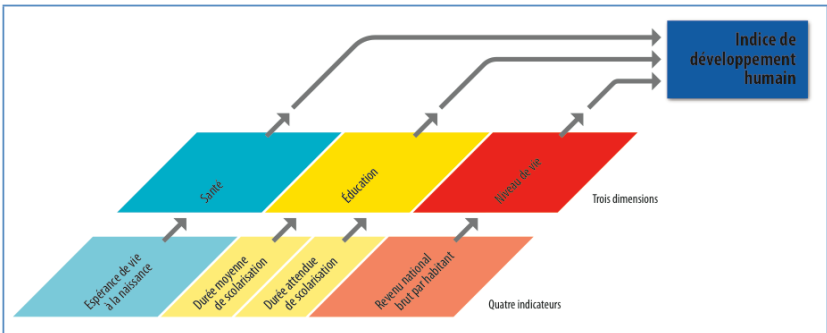 Indice de
développement
humain
Santé
Éducation
Niveau de vie
Trois dimensions
Espérance de vie
à la naissance
Durée moyenne
de scolarisation
Durée attendue
de scolarisation
Revenu national
brut par habitant
Quatre indicateurs